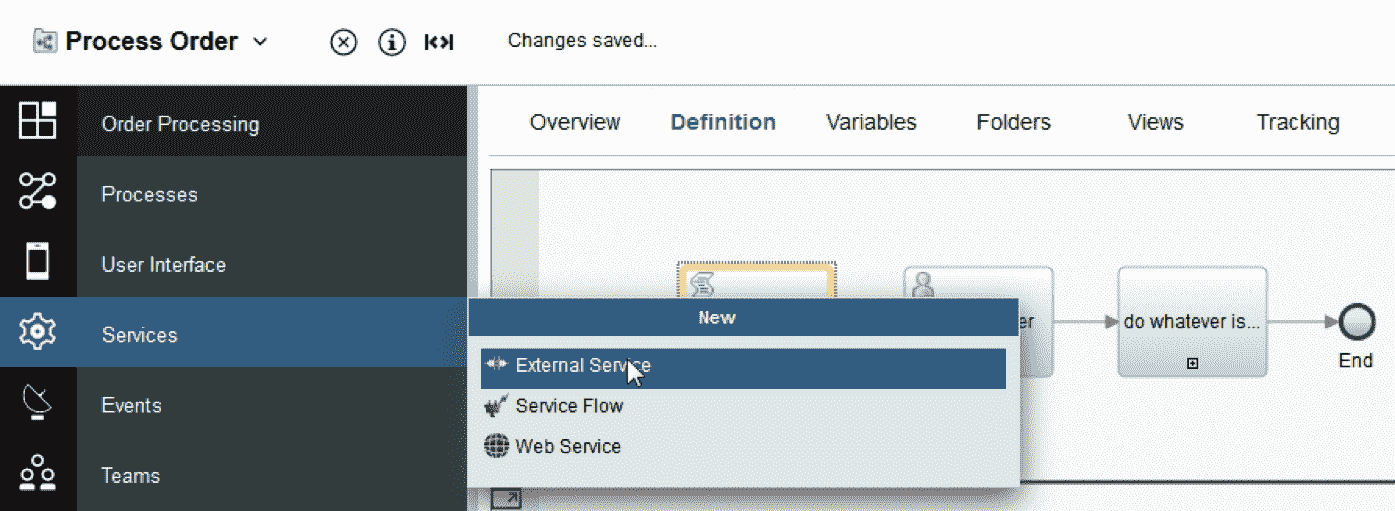 Process Order
Changes saved...
Order Processing
Processes
User Interface
Services
Events
Teams
Overview Definition Variables Folders Views Tracking
New
External Service
Service Flow
Web Service
do whatever is...
End